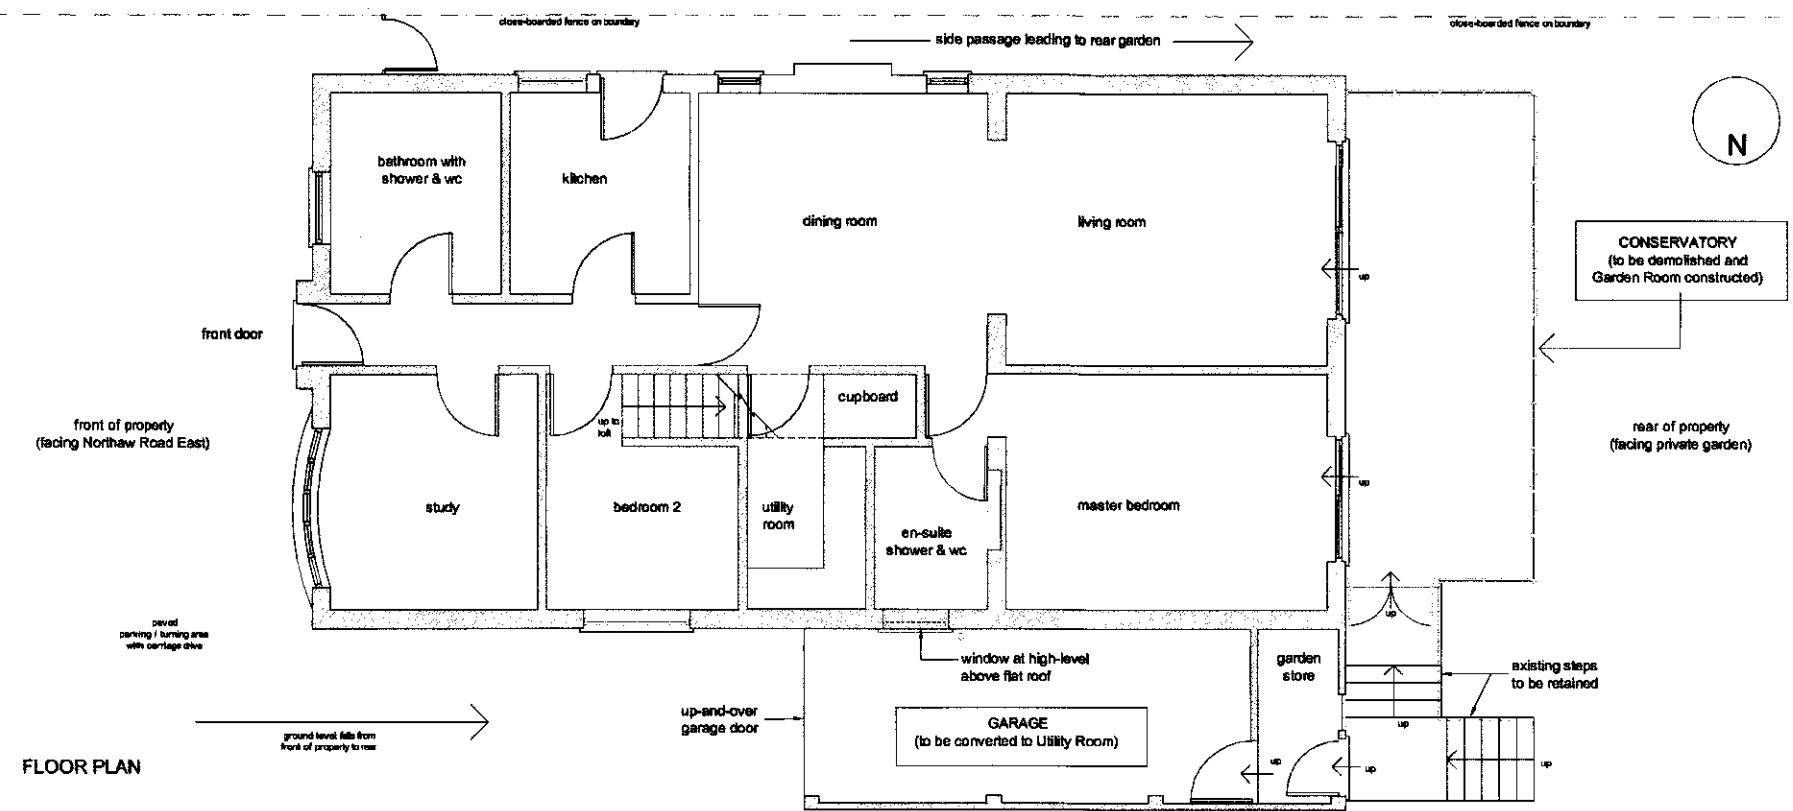 close-boarded fence on boundary
close-boarded fence on boundary
side passage leading to rear garden
N
bathroom with
shower & wc
kitchen
dining room
living room
up
CONSERVATORY
(to be demolished and
Garden Room constructed)
front door
cupboard
up to
loft
front of property
(facing Northaw Road East)
rear of property
(facing private garden)
up
study
bedroom 2
utility
room
en-suite
shower & wc
master bedroom
up
paved
parking / turning area
with carriage drive
window at high-level
above flat roof
garden
store
existing steps
to be retained
up-and-over
garage door
GARAGE
(to be converted to Utility Room)
up
ground level falls from
front of property to rear
up
up
up
FLOOR PLAN